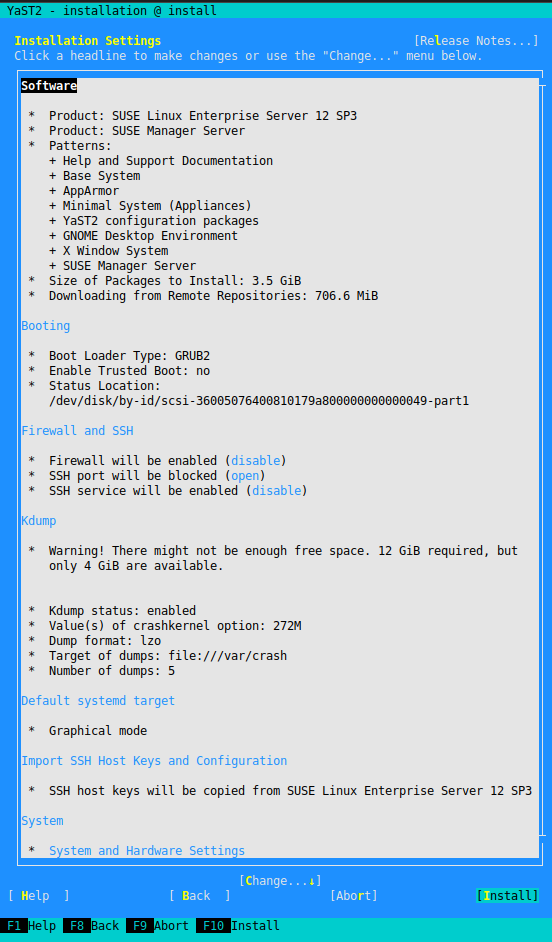 YaST2 - installation @ install
Installation Settings [Release Notes...]
Click a headline to make changes or use the "Change..." menu below.
Software
* Product: SUSE Linux Enterprise Server 12 SP3
* Product: SUSE Manager Server
* Patterns:
+ Help and Support Documentation
+ Base System
+ AppArmor
+ Minimal System (Appliances)
+ YaST2 configuration packages
+ GNOME Desktop Environment
+ X Window System
+ SUSE Manager Server
* Size of Packages to Install: 3.5 GiB
* Downloading from Remote Repositories: 706.6 MiB
Booting
* Boot Loader Type: GRUB2
* Enable Trusted Boot: no
* Status Location:
/dev/disk/by-id/scsi-36005076400810179a800000000000049-part1
Firewall and SSH
* Firewall will be enabled (disable)
* SSH port will be blocked (open)
* SSH service will be enabled (disable)
Kdump
* Warning! There might not be enough free space. 12 GiB required, but
only 4 GiB are available.
* Kdump status: enabled
* Value(s) of crashkernel option: 272M
* Dump format: lzo
* Target of dumps: file:///var/crash
* Number of dumps: 5
Default systemd target
* Graphical mode
Import SSH Host Keys and Configuration
* SSH host keys will be copied from SUSE Linux Enterprise Server 12 SP3
System
* System and Hardware Settings
[Change...↓]
[ Help ] [ Back ] [Abort] [Install]
F1 Help F8 Back F9 Abort F10 Install